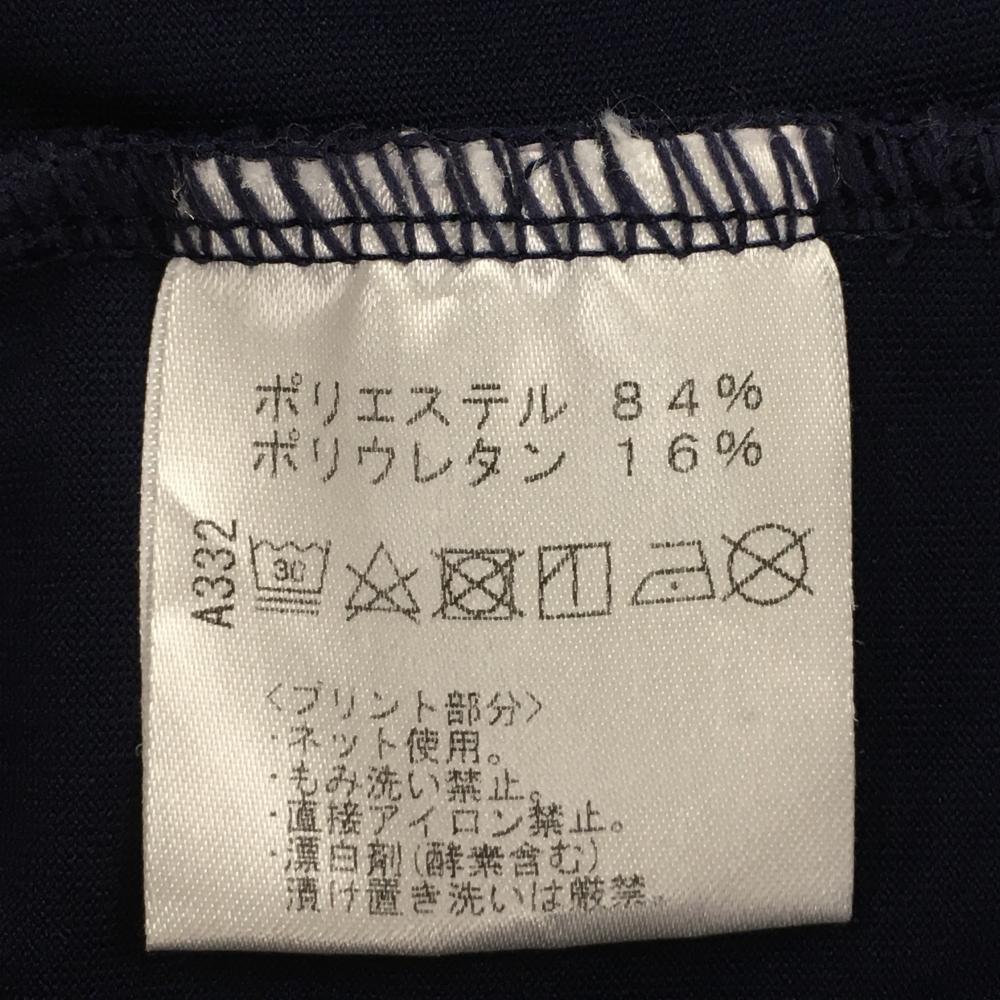 ポリエステル 84%
ポリウレタン 16%
A332
30
<プリント部分>
・ネット使用。
・もみ洗い禁止。
・直接アイロン禁止。
・漂白剤(酵素含む)
漬け置き洗いは厳禁。